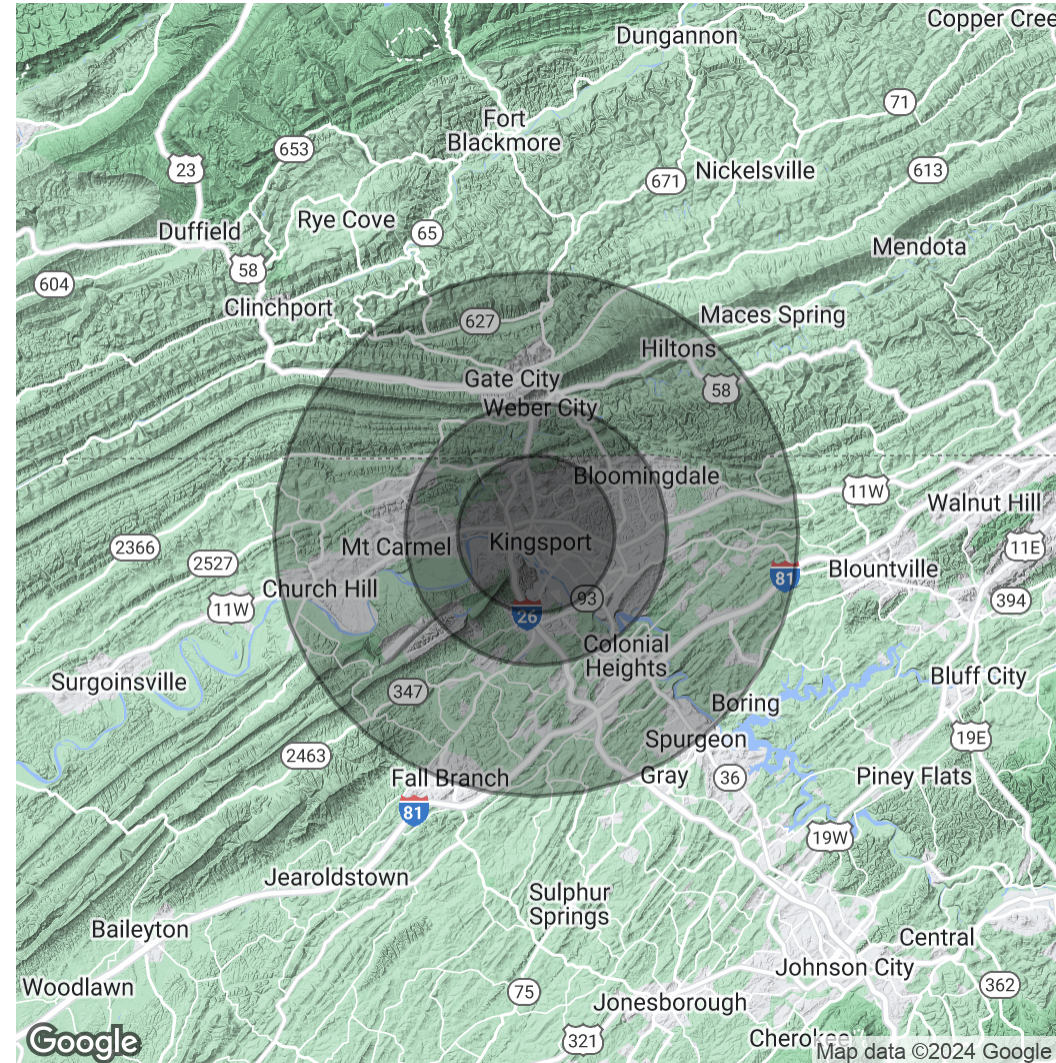 Copper Cree
Dungannon
71
Fort
Blackmore
653
23
613
Nickelsville
671
Rye Cove
65
Duffield
Mendota
58
604
Clinchport
Maces Spring
627
Hiltons
Gate City
58
Weber City
Bloomingdale
11W
Walnut Hill
Mt Carmel
Kingsport
2366
11E
2527
Blountville
81
Church Hill
93
394
11W
26
Colonial
Heights
Bluff City
Surgoinsville
347
Boring
Spurgeon
19E
2463
Fall Branch
Gray
36
Piney Flats
81
19W
Jearoldstown
Sulphur
Springs
Baileyton
Central
Johnson City
Woodlawn
362
75
Jonesborough
321
Cherokee
Google
Map data ©2024 Google